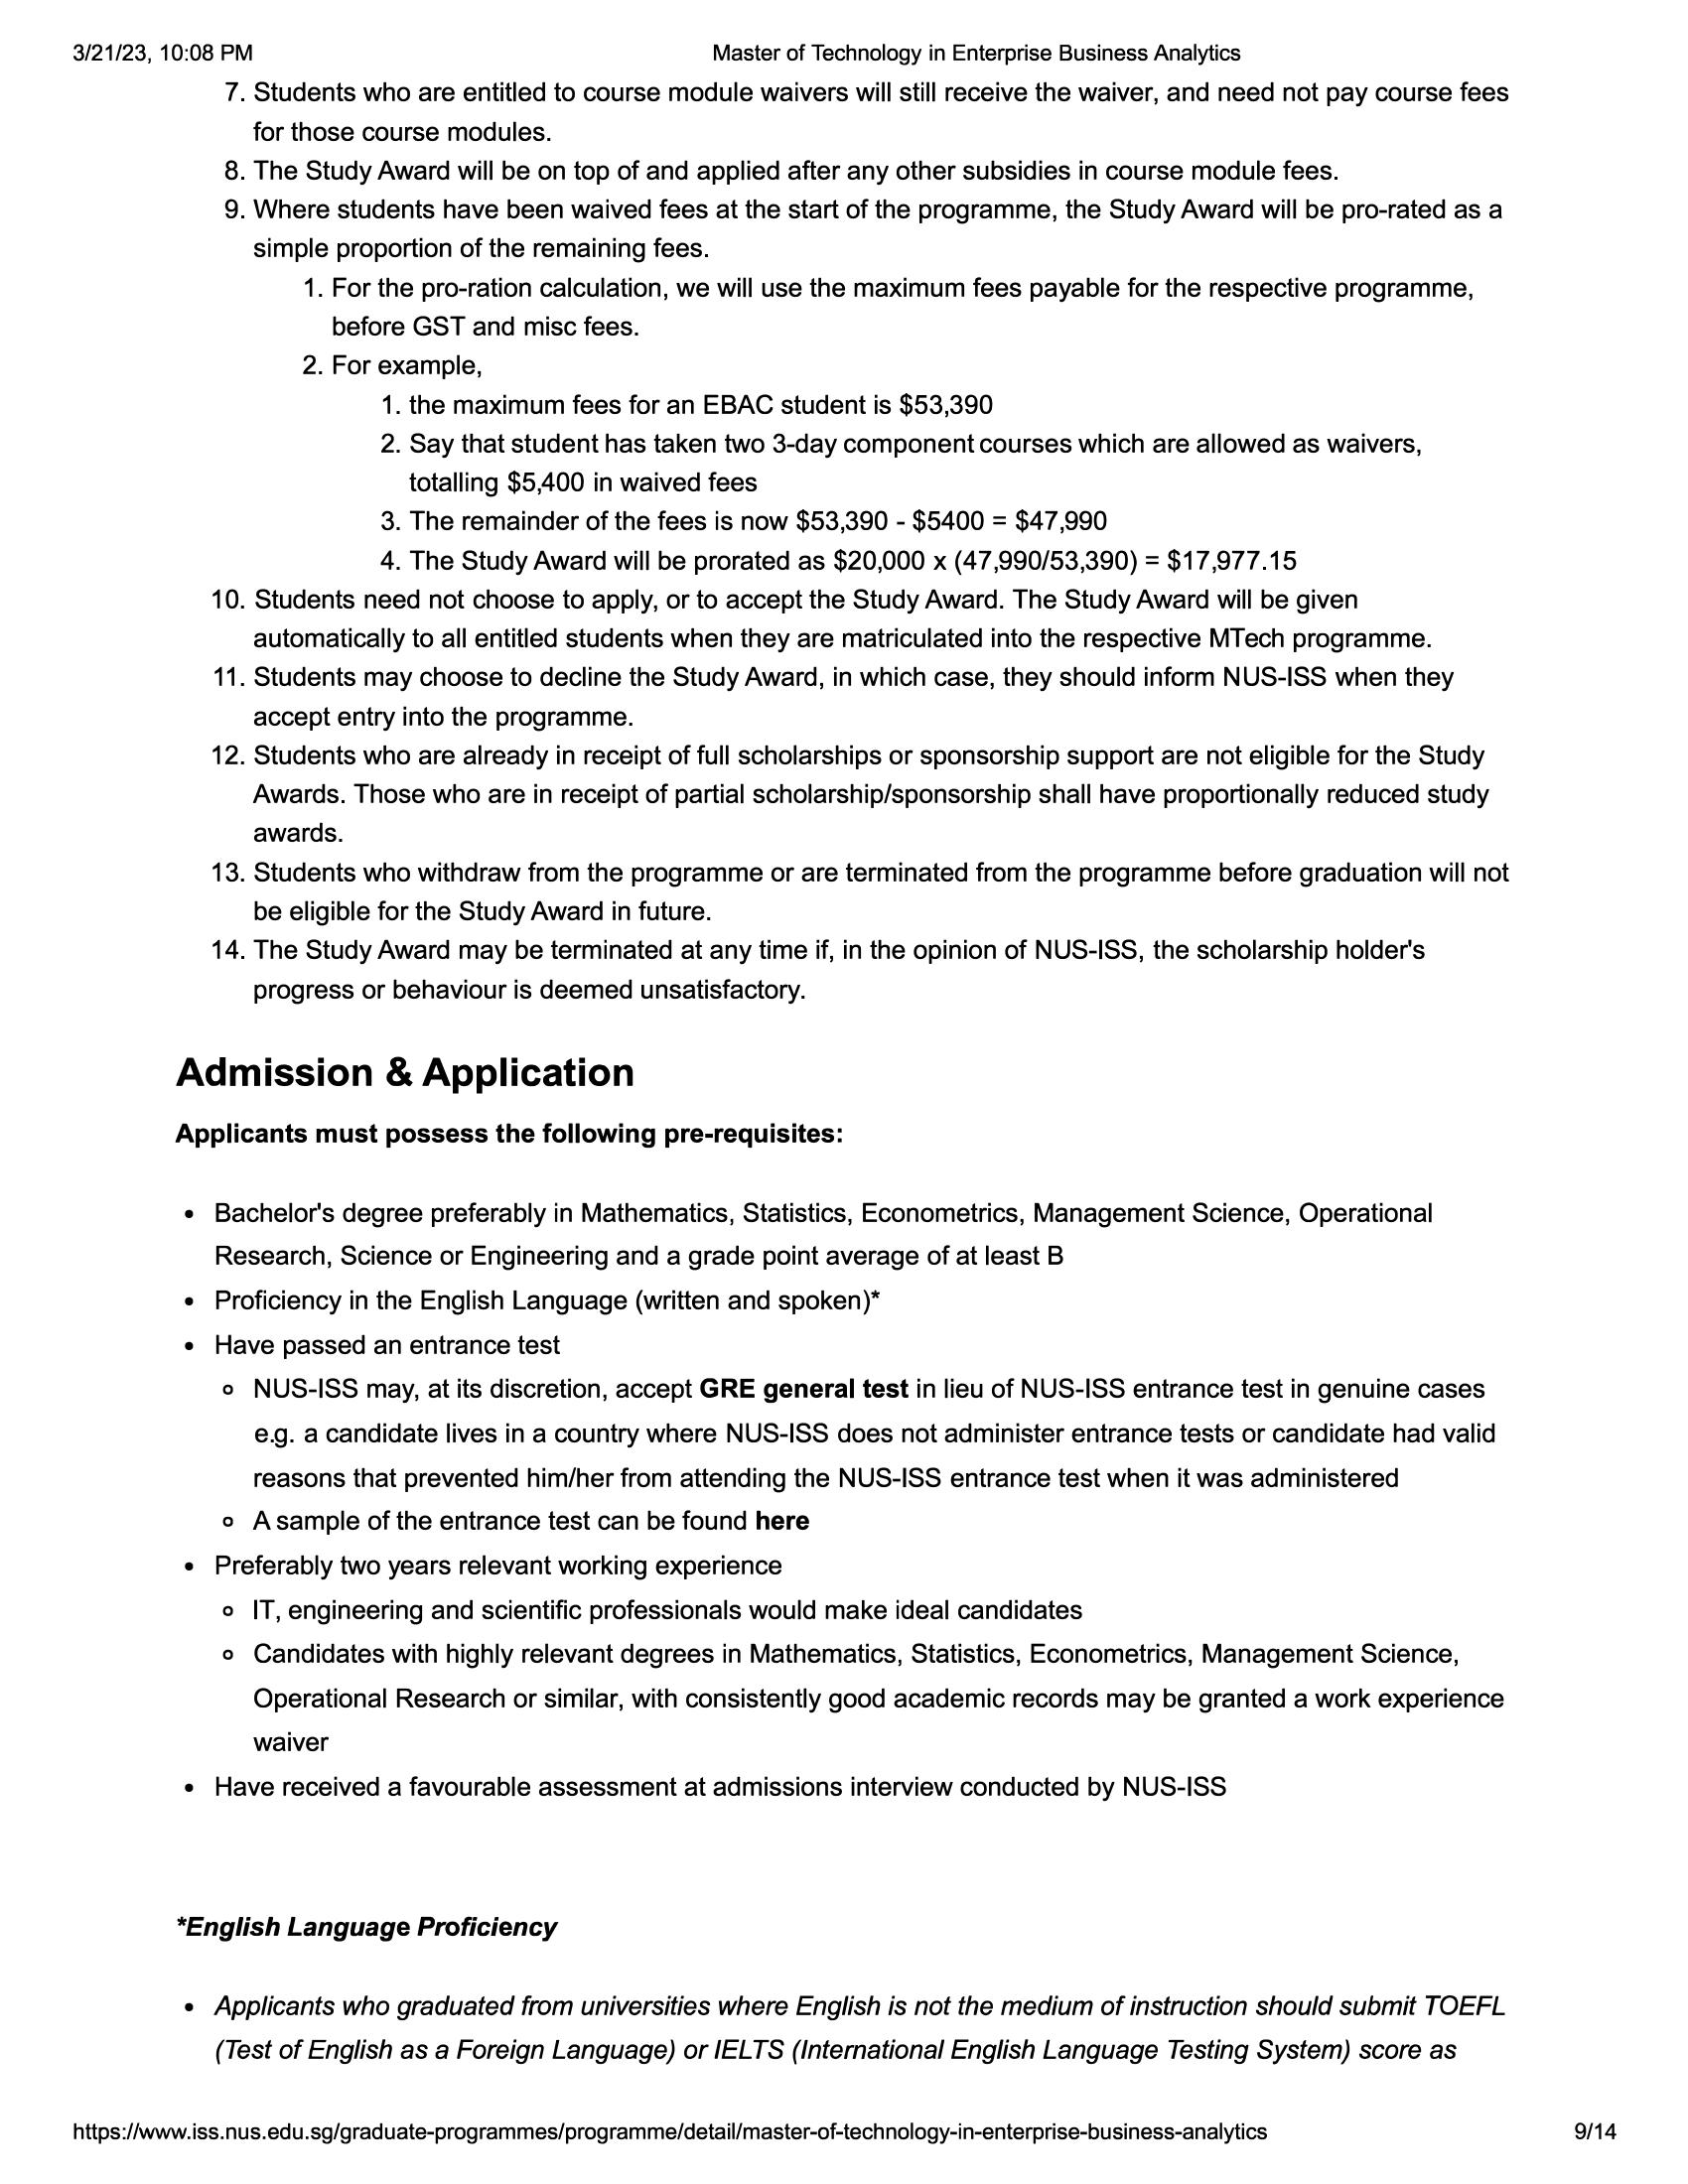 3/21/23, 10:08 PM
Master of Technology in Enterprise Business Analytics
7. Students who are entitled to course module waivers will still receive the waiver, and need not pay course fees
for those course modules.
8. The Study Award will be on top of and applied after any other subsidies in course module fees.
9. Where students have been waived fees at the start of the programme, the Study Award will be pro-rated as a
simple proportion of the remaining fees.
1. For the pro-ration calculation, we will use the maximum fees payable for the respective programme,
before GST and misc fees.
2. For example,
1. the maximum fees for an EBAC student is $53,390
2. Say that student has taken two 3-day component courses which are allowed as waivers,
totalling $5,400 in waived fees
3. The remainder of the fees is now $53,390 - $5400 = $47,990
4. The Study Award will be prorated as $20,000 x (47,990/53,390) = $17,977.15
10. Students need not choose to apply, or to accept the Study Award. The Study Award will be given
automatically to all entitled students when they are matriculated into the respective MTech programme.
11. Students may choose to decline the Study Award, in which case, they should inform NUS-ISS when they
accept entry into the programme.
12. Students who are already in receipt of full scholarships or sponsorship support are not eligible for the Study
Awards. Those who are in receipt of partial scholarship/sponsorship shall have proportionally reduced study
awards.
13. Students who withdraw from the programme or are terminated from the programme before graduation will not
be eligible for the Study Award in future.
14. The Study Award may be terminated at any time if, in the opinion of NUS-ISS, the scholarship holder's
progress or behaviour is deemed unsatisfactory.
Admission & Application
Applicants must possess the following pre-requisites:
• Bachelor's degree preferably in Mathematics, Statistics, Econometrics, Management Science, Operational
Research, Science or Engineering and a grade point average of at least B
• Proficiency in the English Language (written and spoken)*
• Have passed an entrance test
◦ NUS-ISS may, at its discretion, accept GRE general test in lieu of NUS-ISS entrance test in genuine cases
e.g. a candidate lives in a country where NUS-ISS does not administer entrance tests or candidate had valid
reasons that prevented him/her from attending the NUS-ISS entrance test when it was administered
◦ A sample of the entrance test can be found here
• Preferably two years relevant working experience
◦ IT, engineering and scientific professionals would make ideal candidates
◦ Candidates with highly relevant degrees in Mathematics, Statistics, Econometrics, Management Science,
Operational Research or similar, with consistently good academic records may be granted a work experience
waiver
• Have received a favourable assessment at admissions interview conducted by NUS-ISS
*English Language Proficiency
• Applicants who graduated from universities where English is not the medium of instruction should submit TOEFL
(Test of English as a Foreign Language) or IELTS (International English Language Testing System) score as
https://www.iss.nus.edu.sg/graduate-programmes/programme/detail/master-of-technology-in-enterprise-business-analytics
9/14